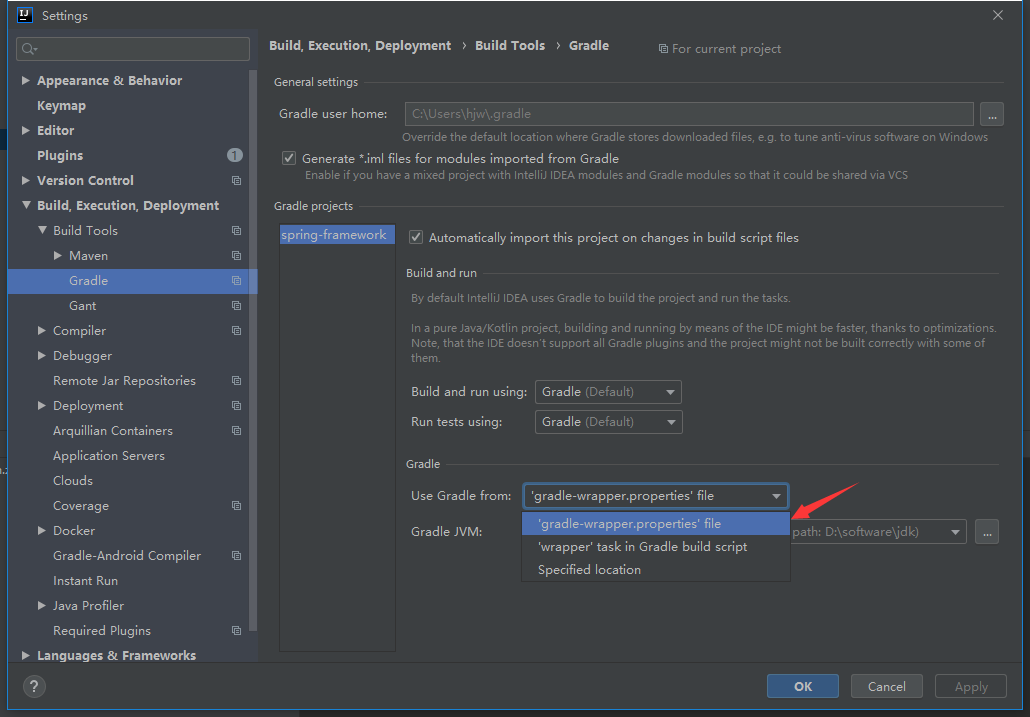 Settings
Build, Execution, Deployment › Build Tools › Gradle
For current project
Appearance & Behavior
Keymap
Editor
Plugins
1
Version Control
Build, Execution, Deployment
Build Tools
Maven
Gradle
Gant
Compiler
Debugger
Remote Jar Repositories
Deployment
Arquillian Containers
Application Servers
Clouds
Coverage
Docker
Gradle-Android Compiler
Instant Run
Java Profiler
Required Plugins
Languages & Frameworks
General settings
Gradle user home:
C:\Users\hjw\.gradle
...
Override the default location where Gradle stores downloaded files, e.g. to tune anti-virus software on Windows
Generate *.iml files for modules imported from Gradle
Enable if you have a mixed project with IntelliJ IDEA modules and Gradle modules so that it could be shared via VCS
Gradle projects
spring-framework
Automatically import this project on changes in build script files
Build and run
By default IntelliJ IDEA uses Gradle to build the project and run the tasks.
In a pure Java/Kotlin project, building and running by means of the IDE might be faster, thanks to optimizations.
Note, that the IDE doesn't support all Gradle plugins and the project might not be built correctly with some of
them.
Build and run using: Gradle (Default)
Run tests using: Gradle (Default)
Gradle
Use Gradle from: 'gradle-wrapper.properties' file
'gradle-wrapper.properties' file
'wrapper' task in Gradle build script
Specified location
Gradle JVM:
path: D:\software\jdk)
...
?
OK
Cancel
Apply